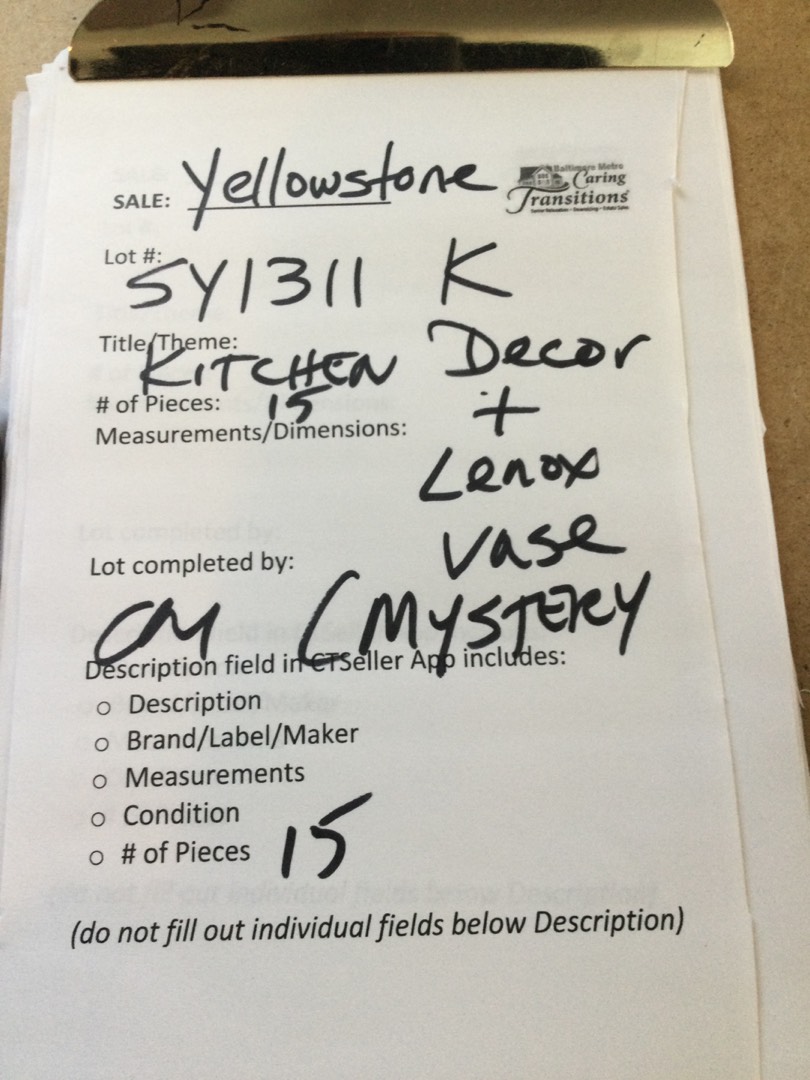 SALE: Yellowstone
Baltimore Metro
Caring
Transitions
Lot #:
SY1311 K
Title/Theme:
KITCHEN Decor
# of Pieces: 15 +
Measurements/Dimensions:
Lenox
Vase
Lot completed by:
CM (MYSTERY
Description field in CTSeller App includes:
○ Description
○ Brand/Label/Maker
○ Measurements
○ Condition
○ # of Pieces 15
(do not fill out individual fields below Description)